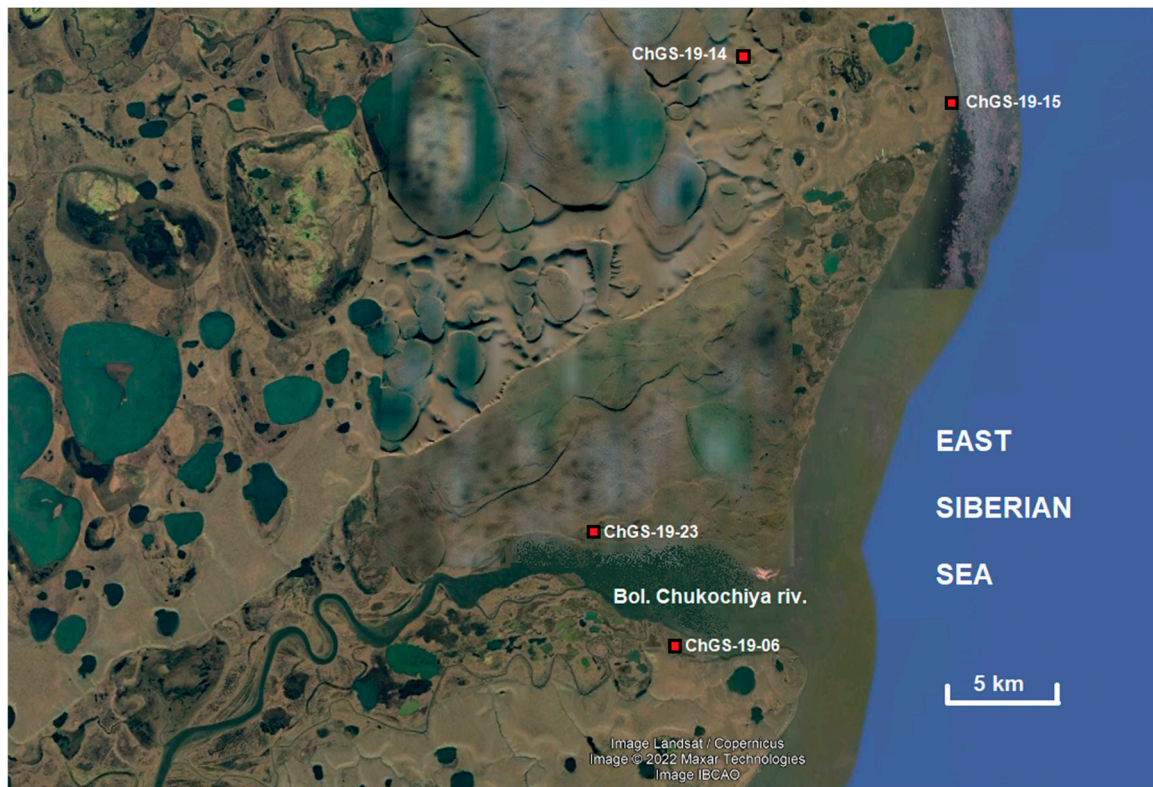 ChGS-19-14
ChGS-19-15
EAST
SIBERIAN
SEA
ChGS-19-23
Bol. Chukochiya riv.
ChGS-19-06
5 km
Image Landsat / Copernicus
Image © 2022 Maxar Technologies
Image IBCAO